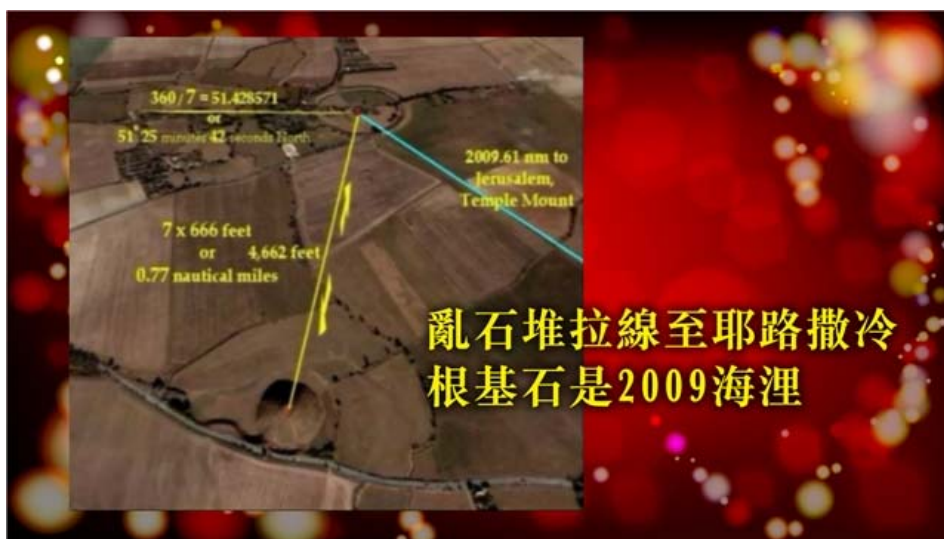 360 / 7 = 51.428571
or
51° 25 minutes 42 seconds North
2009.61 nm to
Jerusalem,
Temple Mount
7 x 666 feet
or 4,662 feet
0.77 nautical miles
亂石堆拉線至耶路撒冷
根基石是2009海浬